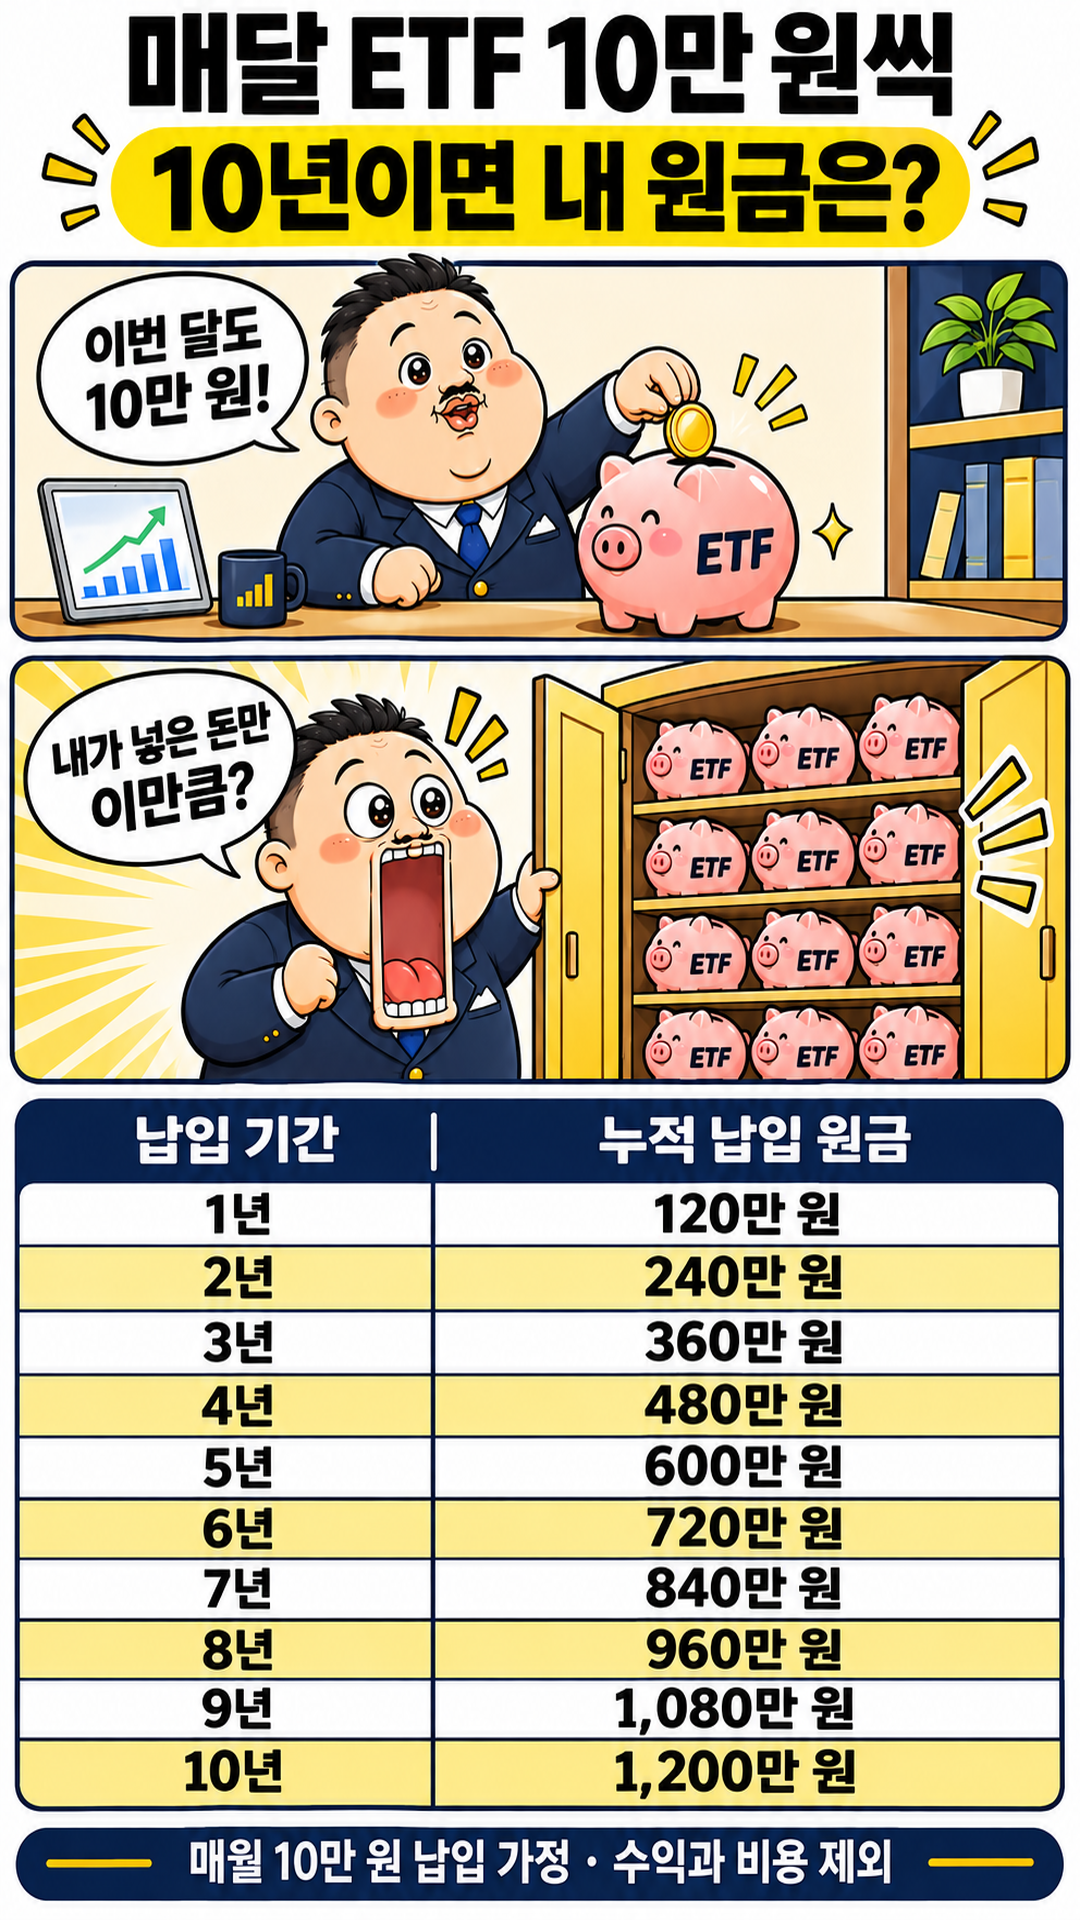 매달 ETF 10만 원씩
10년이면 내 원금은?
이번 달도
10만 원!
ETF
내가 넣은 돈만
이만큼?
ETF ETF ETF
ETF ETF ETF
ETF ETF ETF
ETF ETF ETF
납입 기간 누적 납입 원금
1년 120만 원
2년 240만 원
3년 360만 원
4년 480만 원
5년 600만 원
6년 720만 원
7년 840만 원
8년 960만 원
9년 1,080만 원
10년 1,200만 원
매월 10만 원 납입 가정 · 수익과 비용 제외